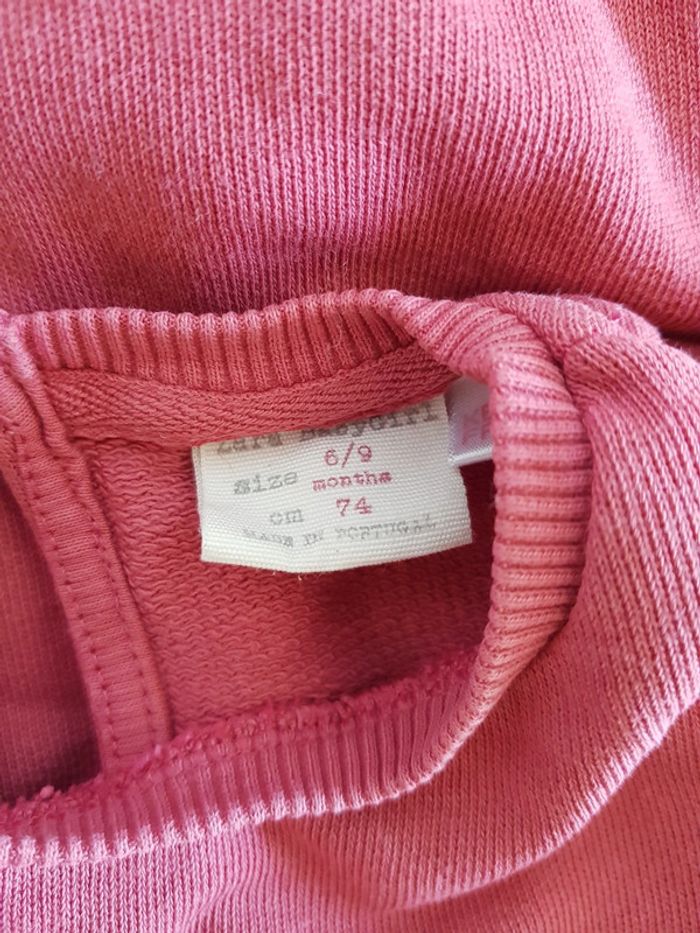 Zara Babygirl
size 6/9 months
cm 74
MADE IN PORTUGAL